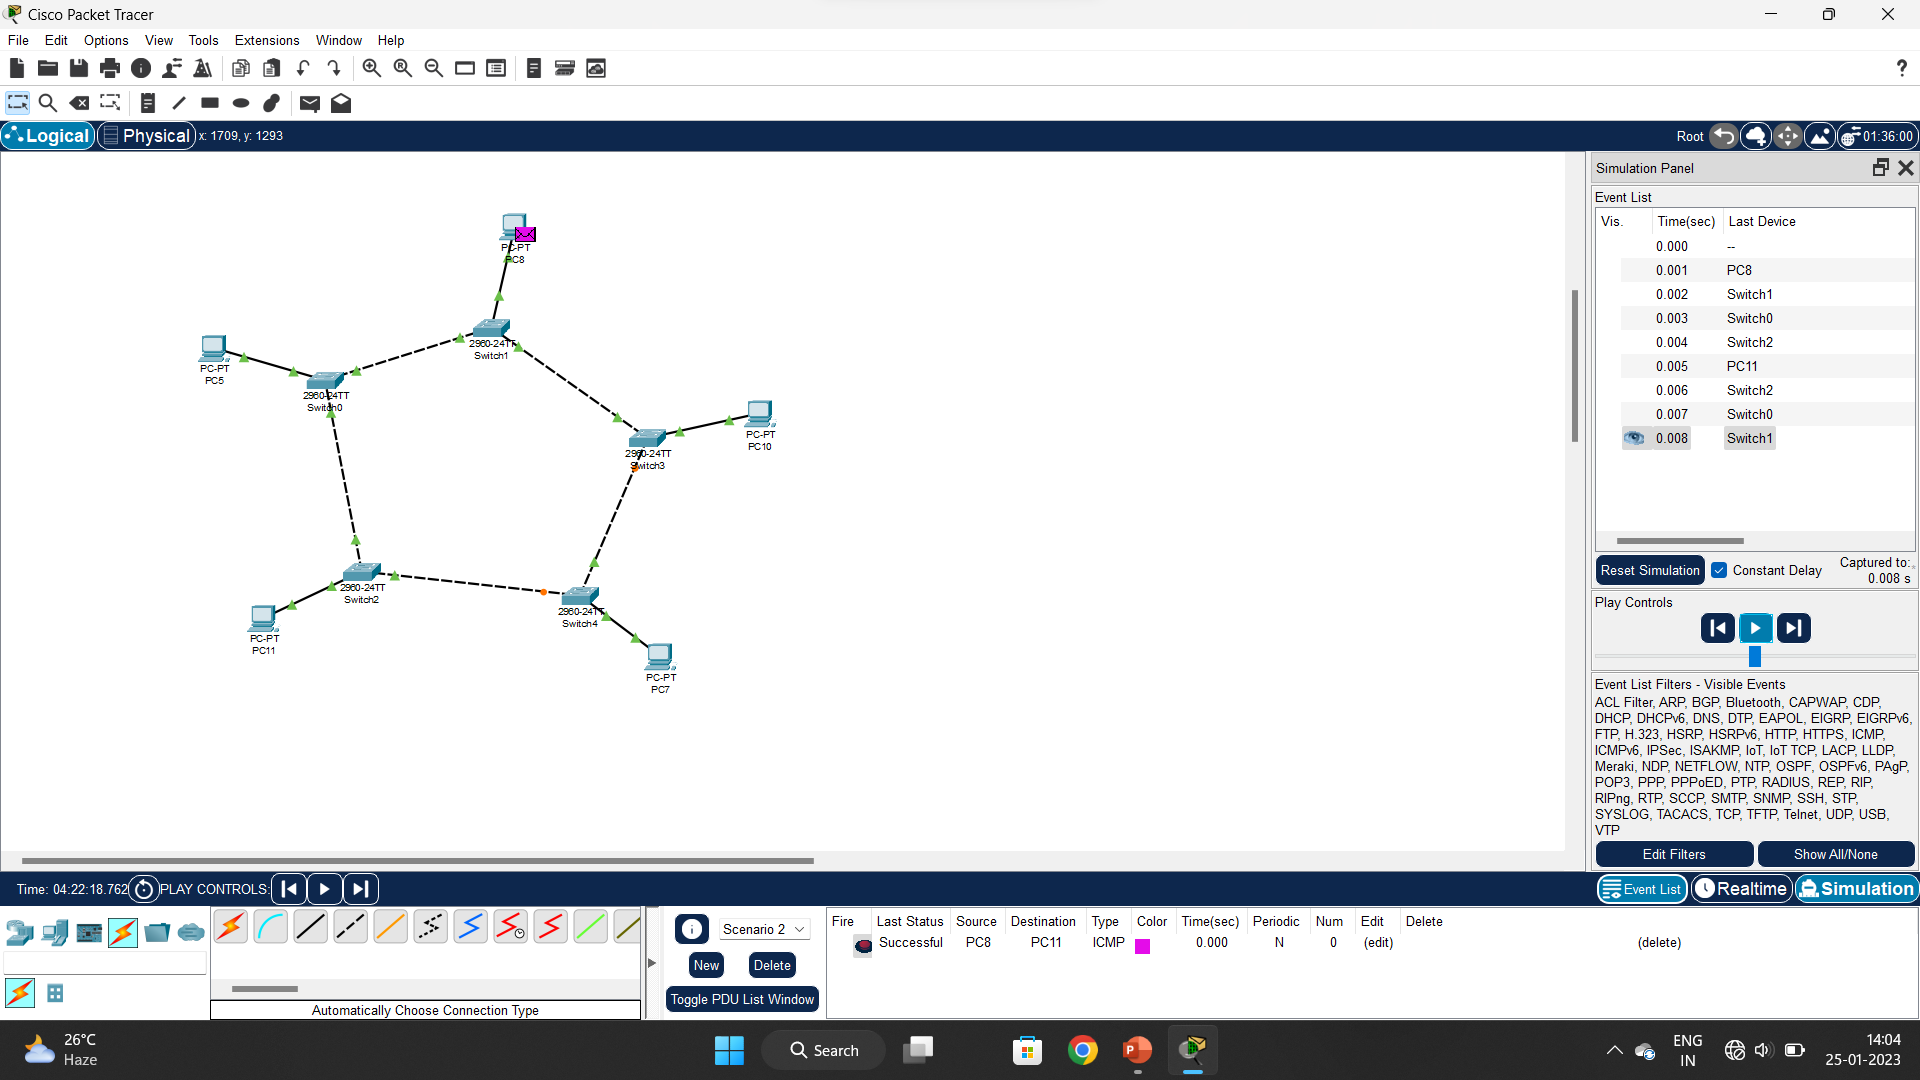 Cisco Packet Tracer
File Edit Options View Tools Extensions Window Help
?
Logical Physical x: 1709, y: 1293 Root 01:36:00
Simulation Panel
Event List
Vis. Time(sec) Last Device
0.000 --
0.001 PC8
0.002 Switch1
0.003 Switch0
0.004 Switch2
0.005 PC11
0.006 Switch2
0.007 Switch0
0.008 Switch1
Reset Simulation Constant Delay Captured to:
0.008 s
Play Controls
Event List Filters - Visible Events
ACL Filter, ARP, BGP, Bluetooth, CAPWAP, CDP,
DHCP, DHCPv6, DNS, DTP, EAPOL, EIGRP, EIGRPv6,
FTP, H.323, HSRP, HSRPv6, HTTP, HTTPS, ICMP,
ICMPv6, IPSec, ISAKMP, IoT, IoT TCP, LACP, LLDP,
Meraki, NDP, NETFLOW, NTP, OSPF, OSPFv6, PAgP,
POP3, PPP, PPPoED, PTP, RADIUS, REP, RIP,
RIPng, RTP, SCCP, SMTP, SNMP, SSH, STP,
SYSLOG, TACACS, TCP, TFTP, Telnet, UDP, USB,
VTP
Edit Filters Show All/None
PC-PT
PC8
2960-24TT
Switch1
PC-PT
PC5
2960-24TT
Switch0
PC-PT
PC10
2960-24TT
Switch3
2960-24TT
Switch2
2960-24TT
Switch4
PC-PT
PC11
PC-PT
PC7
Time: 04:22:18.762 PLAY CONTROLS: Event List Realtime Simulation
Scenario 2
New Delete
Toggle PDU List Window
Automatically Choose Connection Type
Fire Last Status Source Destination Type Color Time(sec) Periodic Num Edit Delete
Successful PC8 PC11 ICMP 0.000 N 0 (edit) (delete)
26°C
Haze
Search
ENG
IN
14:04
25-01-2023